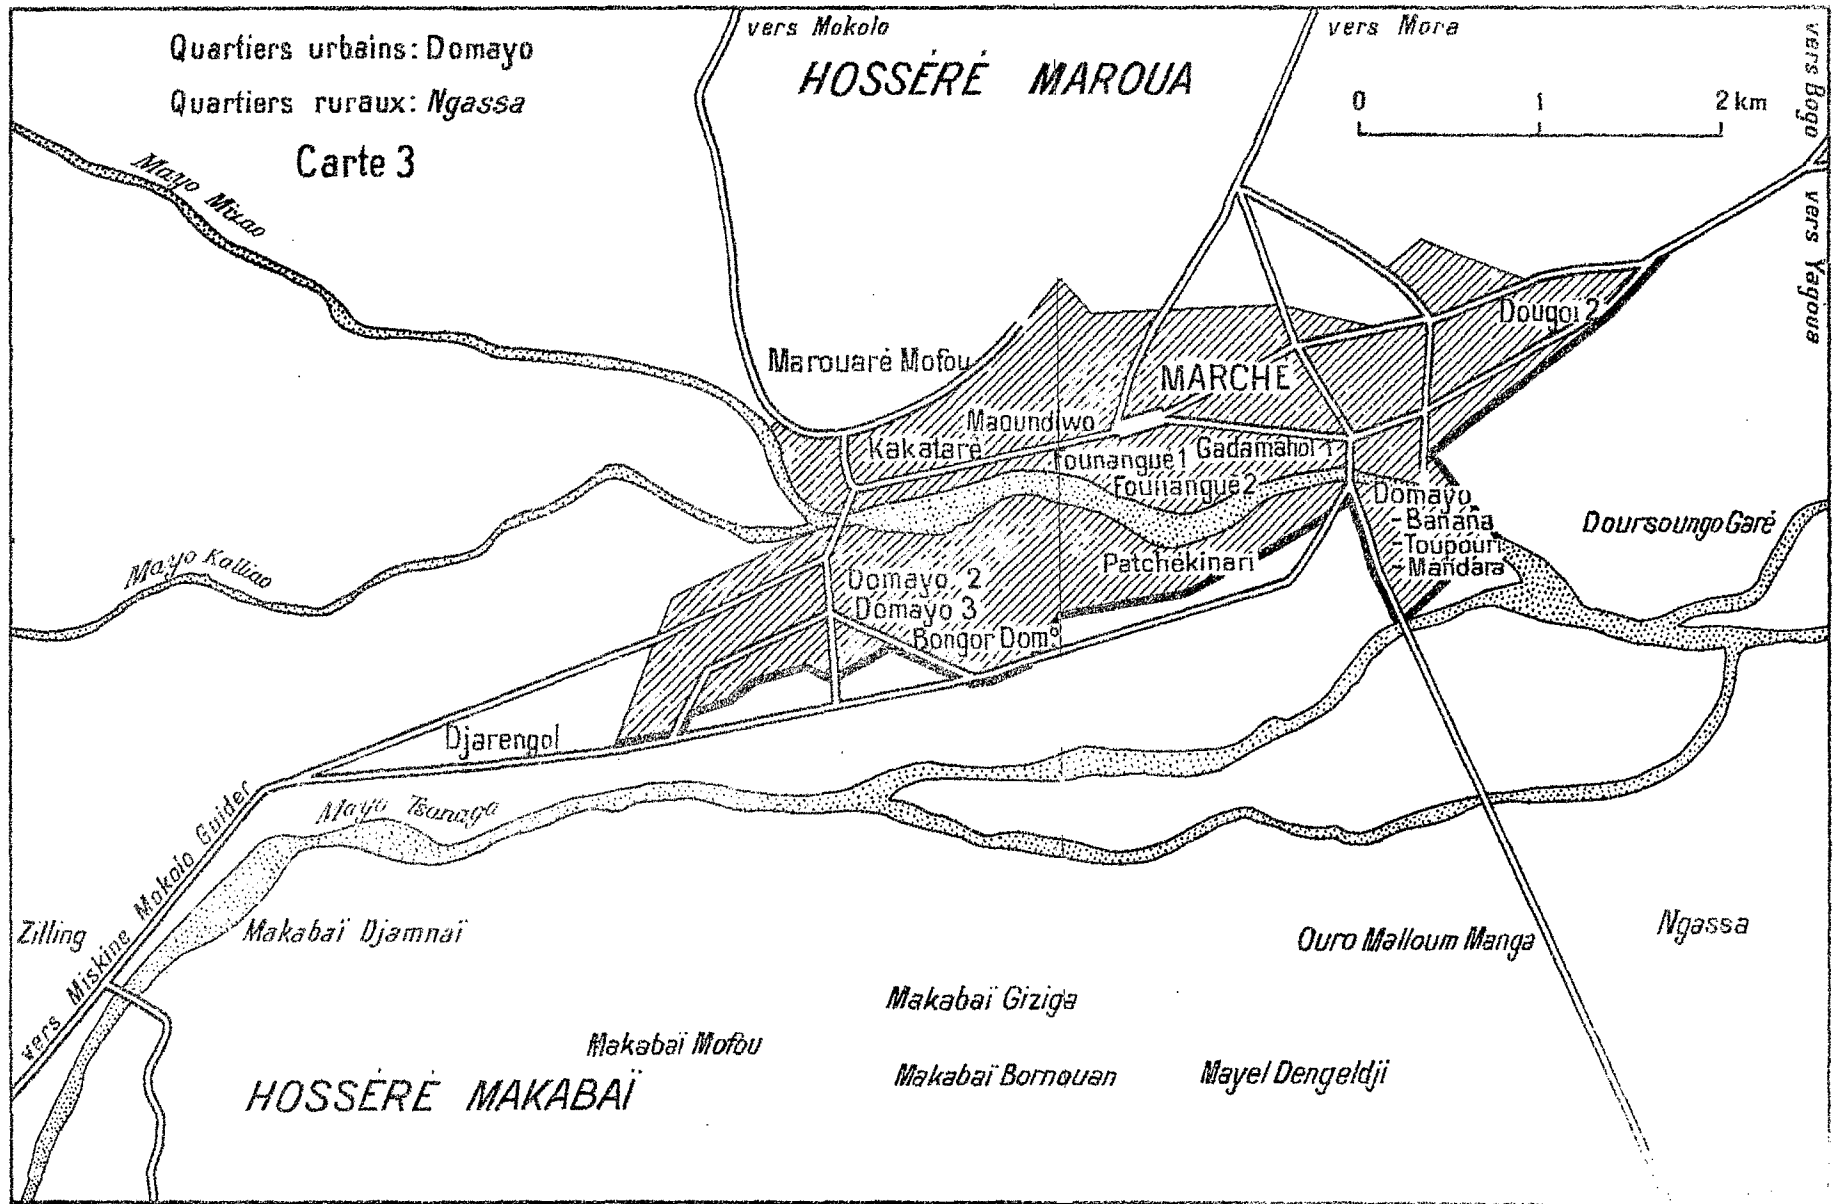 Quartiers urbains: Domayo
Quartiers ruraux: Ngassa
Carte 3
vers Mokolo
HOSSÉRÉ MAROUA
vers Mora
0 1 2 km
vers Bogo
vers Yagoua
Mayo Mizao
Mayo Kaliao
Marouaré Mofou
MARCHÉ
Dougoi 2
Maoundiwo
Kakataré
Founangué 1
Gadamahol 1
Founangué 2
Domayo
- Banana
- Toupouri
- Mandara
Doursoungo Garé
Patchékinari
Domayo 2
Domayo 3
Bongor Domº
Djarengol
Mayo Tsanaga
vers Miskine Mokolo Guider
Zilling
Makabaï Djamnaï
Ouro Malloum Manga
Ngassa
Makabaï Giziga
Makabaï Mofou
Makabaï Bornouan
Mayel Dengeldji
HOSSÉRÉ MAKABAÏ